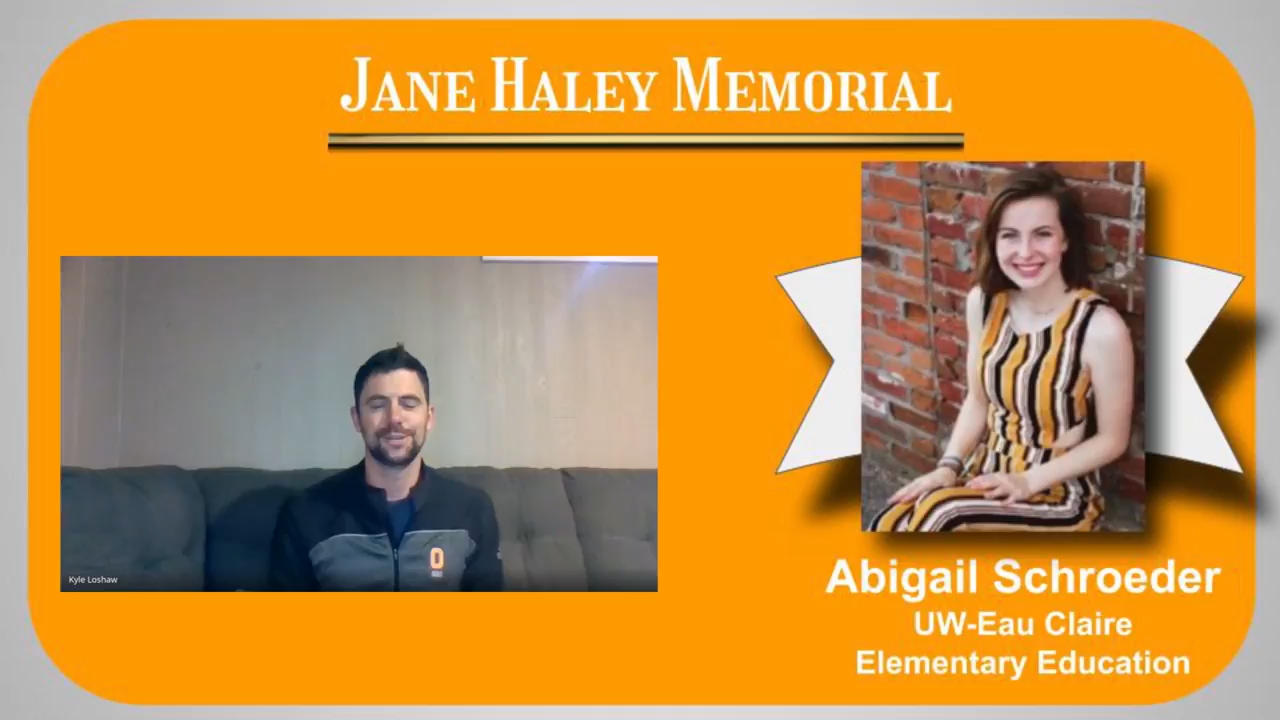 JANE HALEY MEMORIAL
O
Kyle Loshaw
Abigail Schroeder
UW-Eau Claire
Elementary Education